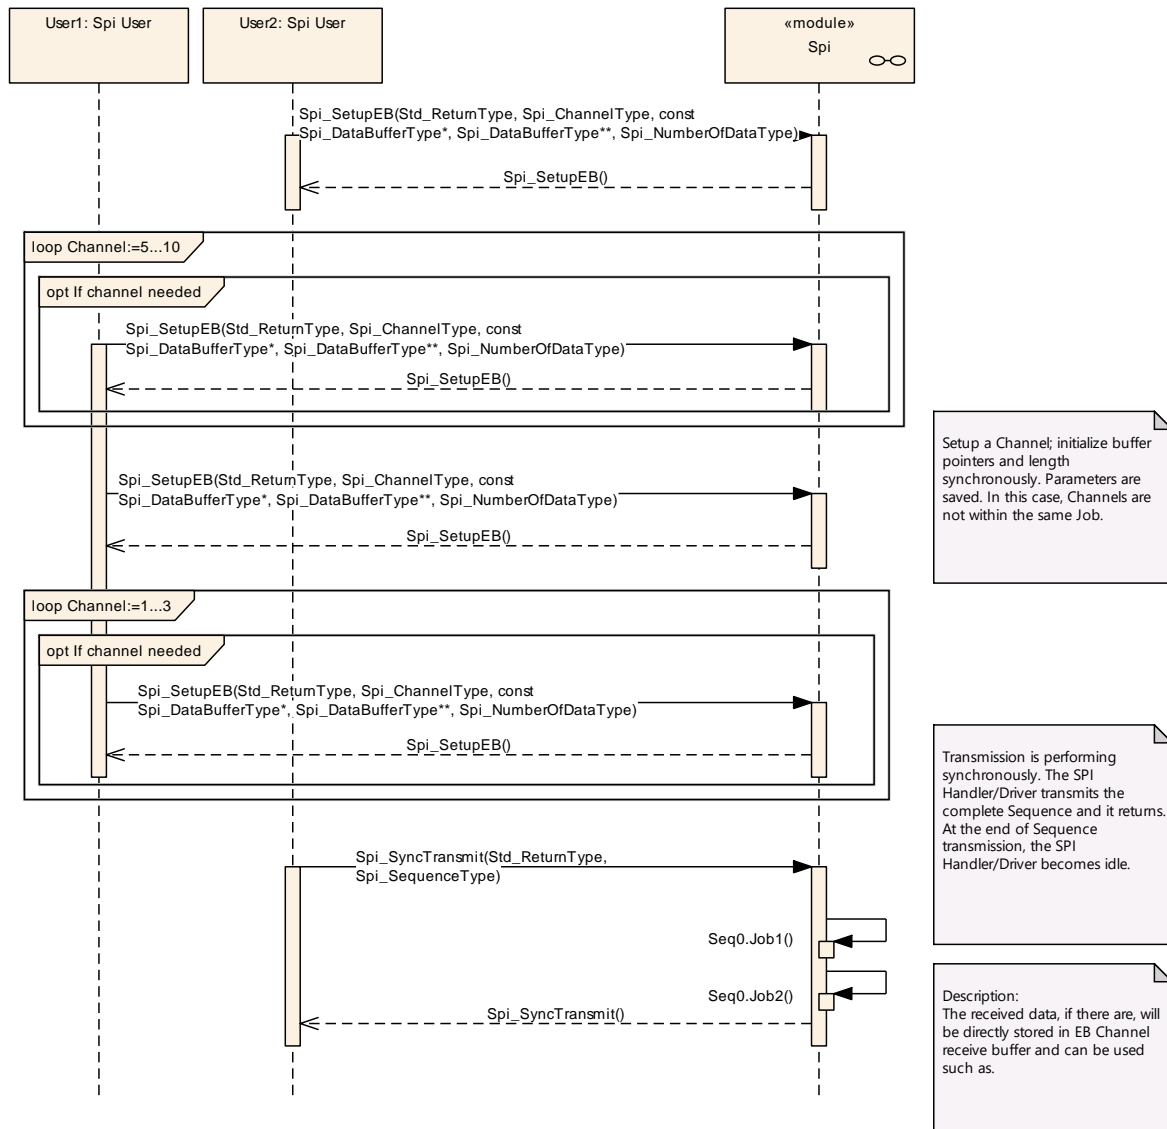 User1: Spi User
User2: Spi User
«module»
Spi
Spi_SetupEB(Std_ReturnType, Spi_ChannelType, const
Spi_DataBufferType*, Spi_DataBufferType**, Spi_NumberOfDataType)
Spi_SetupEB()
loop Channel:=5...10
opt If channel needed
Spi_SetupEB(Std_ReturnType, Spi_ChannelType, const
Spi_DataBufferType*, Spi_DataBufferType**, Spi_NumberOfDataType)
Spi_SetupEB()
Setup a Channel; initialize buffer
pointers and length
synchronously. Parameters are
saved. In this case, Channels are
not within the same Job.
Spi_SetupEB(Std_ReturnType, Spi_ChannelType, const
Spi_DataBufferType*, Spi_DataBufferType**, Spi_NumberOfDataType)
Spi_SetupEB()
loop Channel:=1...3
opt If channel needed
Spi_SetupEB(Std_ReturnType, Spi_ChannelType, const
Spi_DataBufferType*, Spi_DataBufferType**, Spi_NumberOfDataType)
Spi_SetupEB()
Transmission is performing
synchronously. The SPI
Handler/Driver transmits the
complete Sequence and it returns.
At the end of Sequence
transmission, the SPI
Handler/Driver becomes idle.
Spi_SyncTransmit(Std_ReturnType,
Spi_SequenceType)
Seq0.Job1()
Seq0.Job2()
Spi_SyncTransmit()
Description:
The received data, if there are, will
be directly stored in EB Channel
receive buffer and can be used
such as.